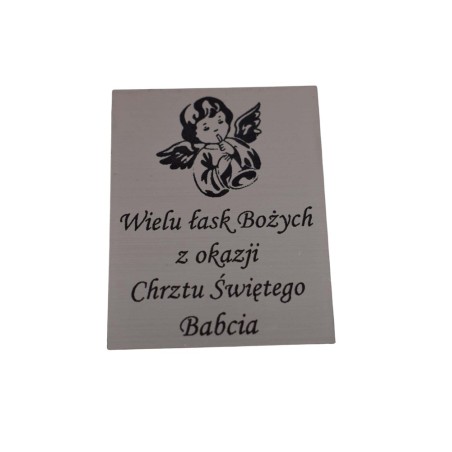 Wielu łask Bożych
z okazji
Chrztu Świętego
Babcia